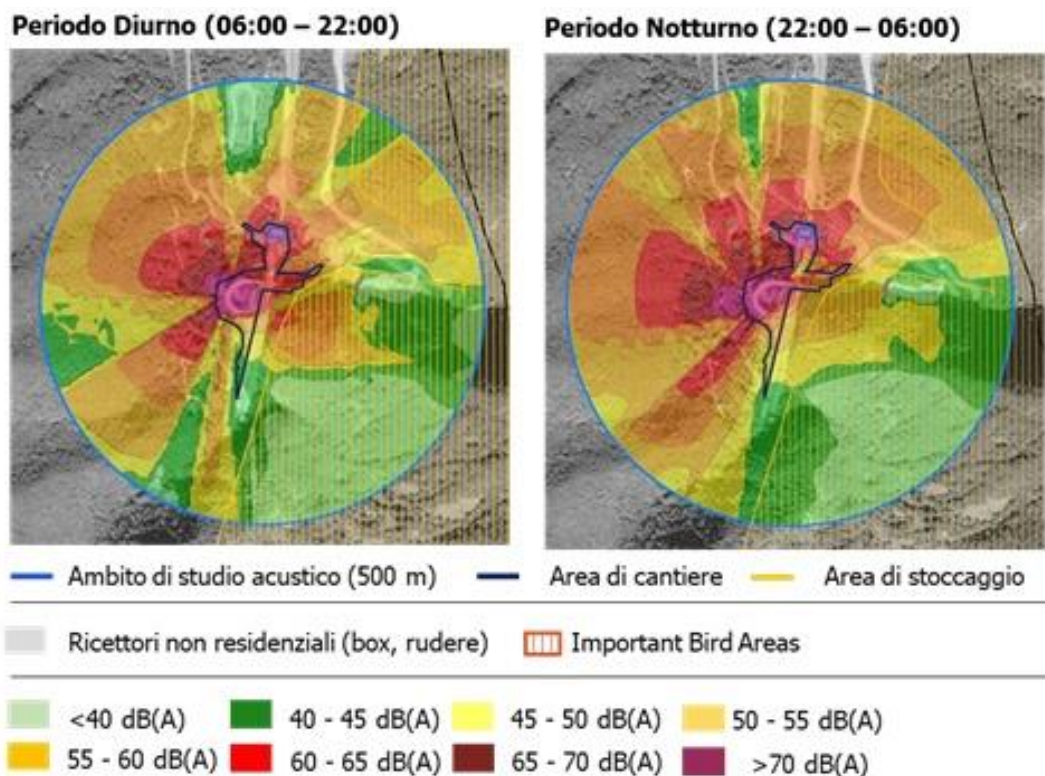 Periodo Diurno (06:00 – 22:00) Periodo Notturno (22:00 – 06:00)
Ambito di studio acustico (500 m) Area di cantiere Area di stoccaggio
Ricettori non residenziali (box, rudere) Important Bird Areas
<40 dB(A) 40 - 45 dB(A) 45 - 50 dB(A) 50 - 55 dB(A)
55 - 60 dB(A) 60 - 65 dB(A) 65 - 70 dB(A) >70 dB(A)